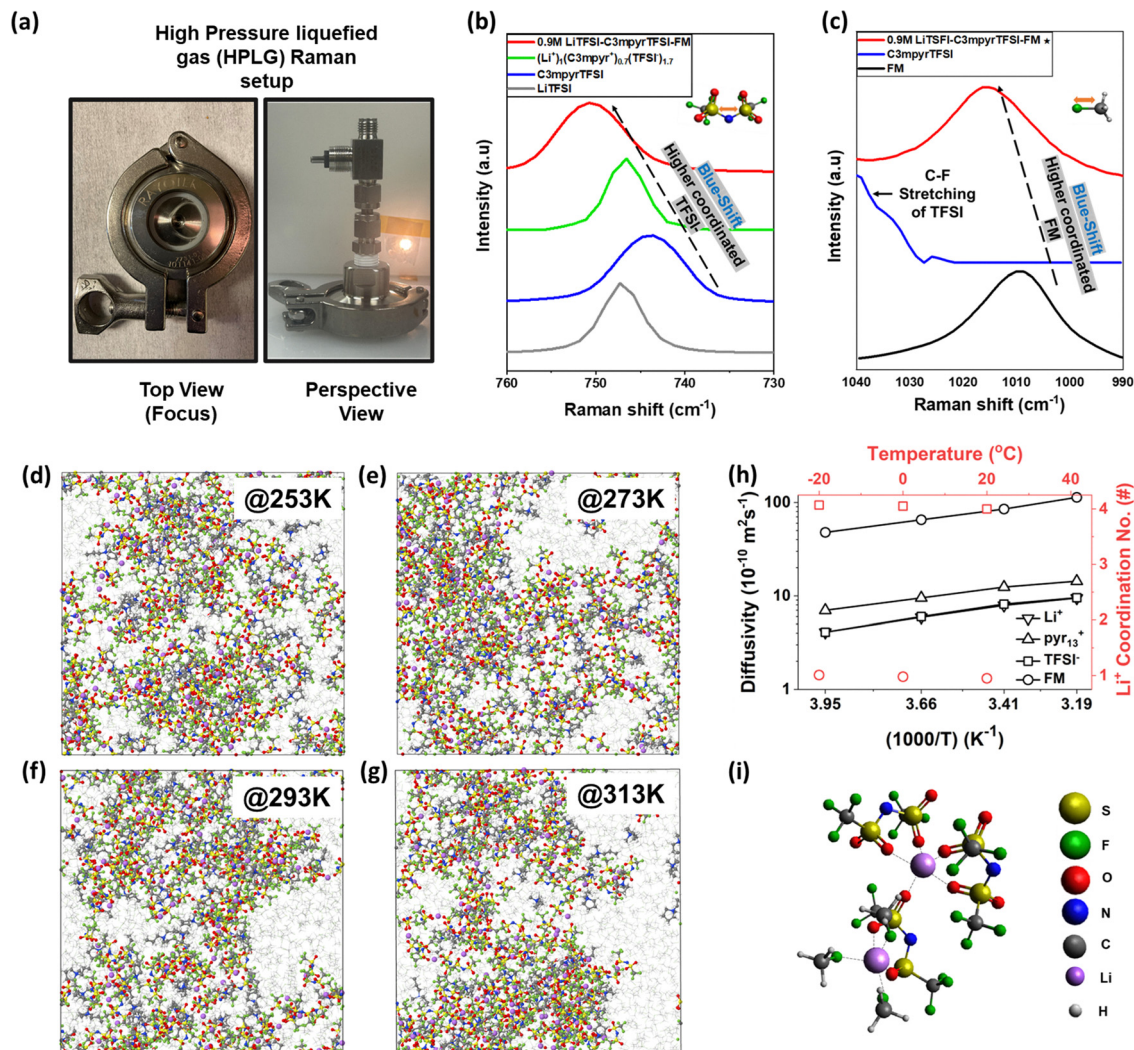 (a)
High Pressure liquefied
gas (HPLG) Raman
setup
Top View
(Focus)
Perspective
View
(b)
0.9M LiTFSI-C3mpyrTFSI-FM
(Li⁺)₁(C3mpyr⁺)₀.₇(TFSI⁻)₁.₇
C3mpyrTFSI
LiTFSI
Blue-Shift
Higher coordinated
TFSI-
Intensity (a.u)
760 750 740 730
Raman shift (cm⁻¹)
(c)
0.9M LiTSFI-C3mpyrTFSI-FM ★
C3mpyrTFSI
FM
C-F
Stretching
of TFSI
Blue-Shift
Higher coordinated
FM
Intensity (a.u)
1040 1030 1020 1010 1000 990
Raman shift (cm⁻¹)
(d)
@253K
(e)
@273K
(f)
@293K
(g)
@313K
(h)
Temperature (°C)
-20 0 20 40
Diffusivity (10⁻¹⁰ m²s⁻¹)
100
10
1
Li⁺
pyr₁₃⁺
TFSI⁻
FM
Li⁺ Coordination No. (#)
4
3
2
1
3.95 3.66 3.41 3.19
(1000/T) (K⁻¹)
(i)
S
F
O
N
C
Li
H